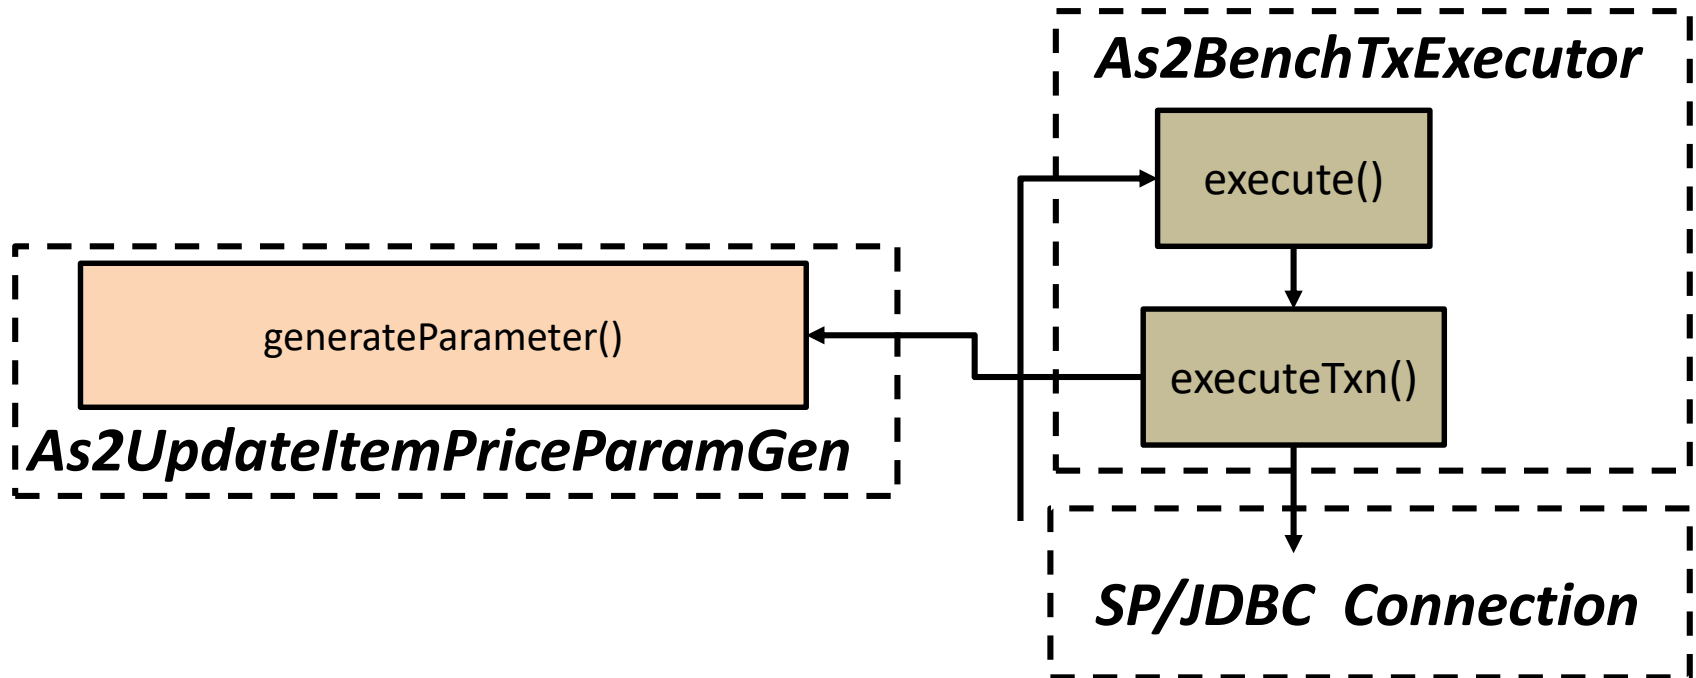 As2BenchTxExecutor
execute()
generateParameter()
executeTxn()
As2UpdateItemPriceParamGen
SP/JDBC Connection